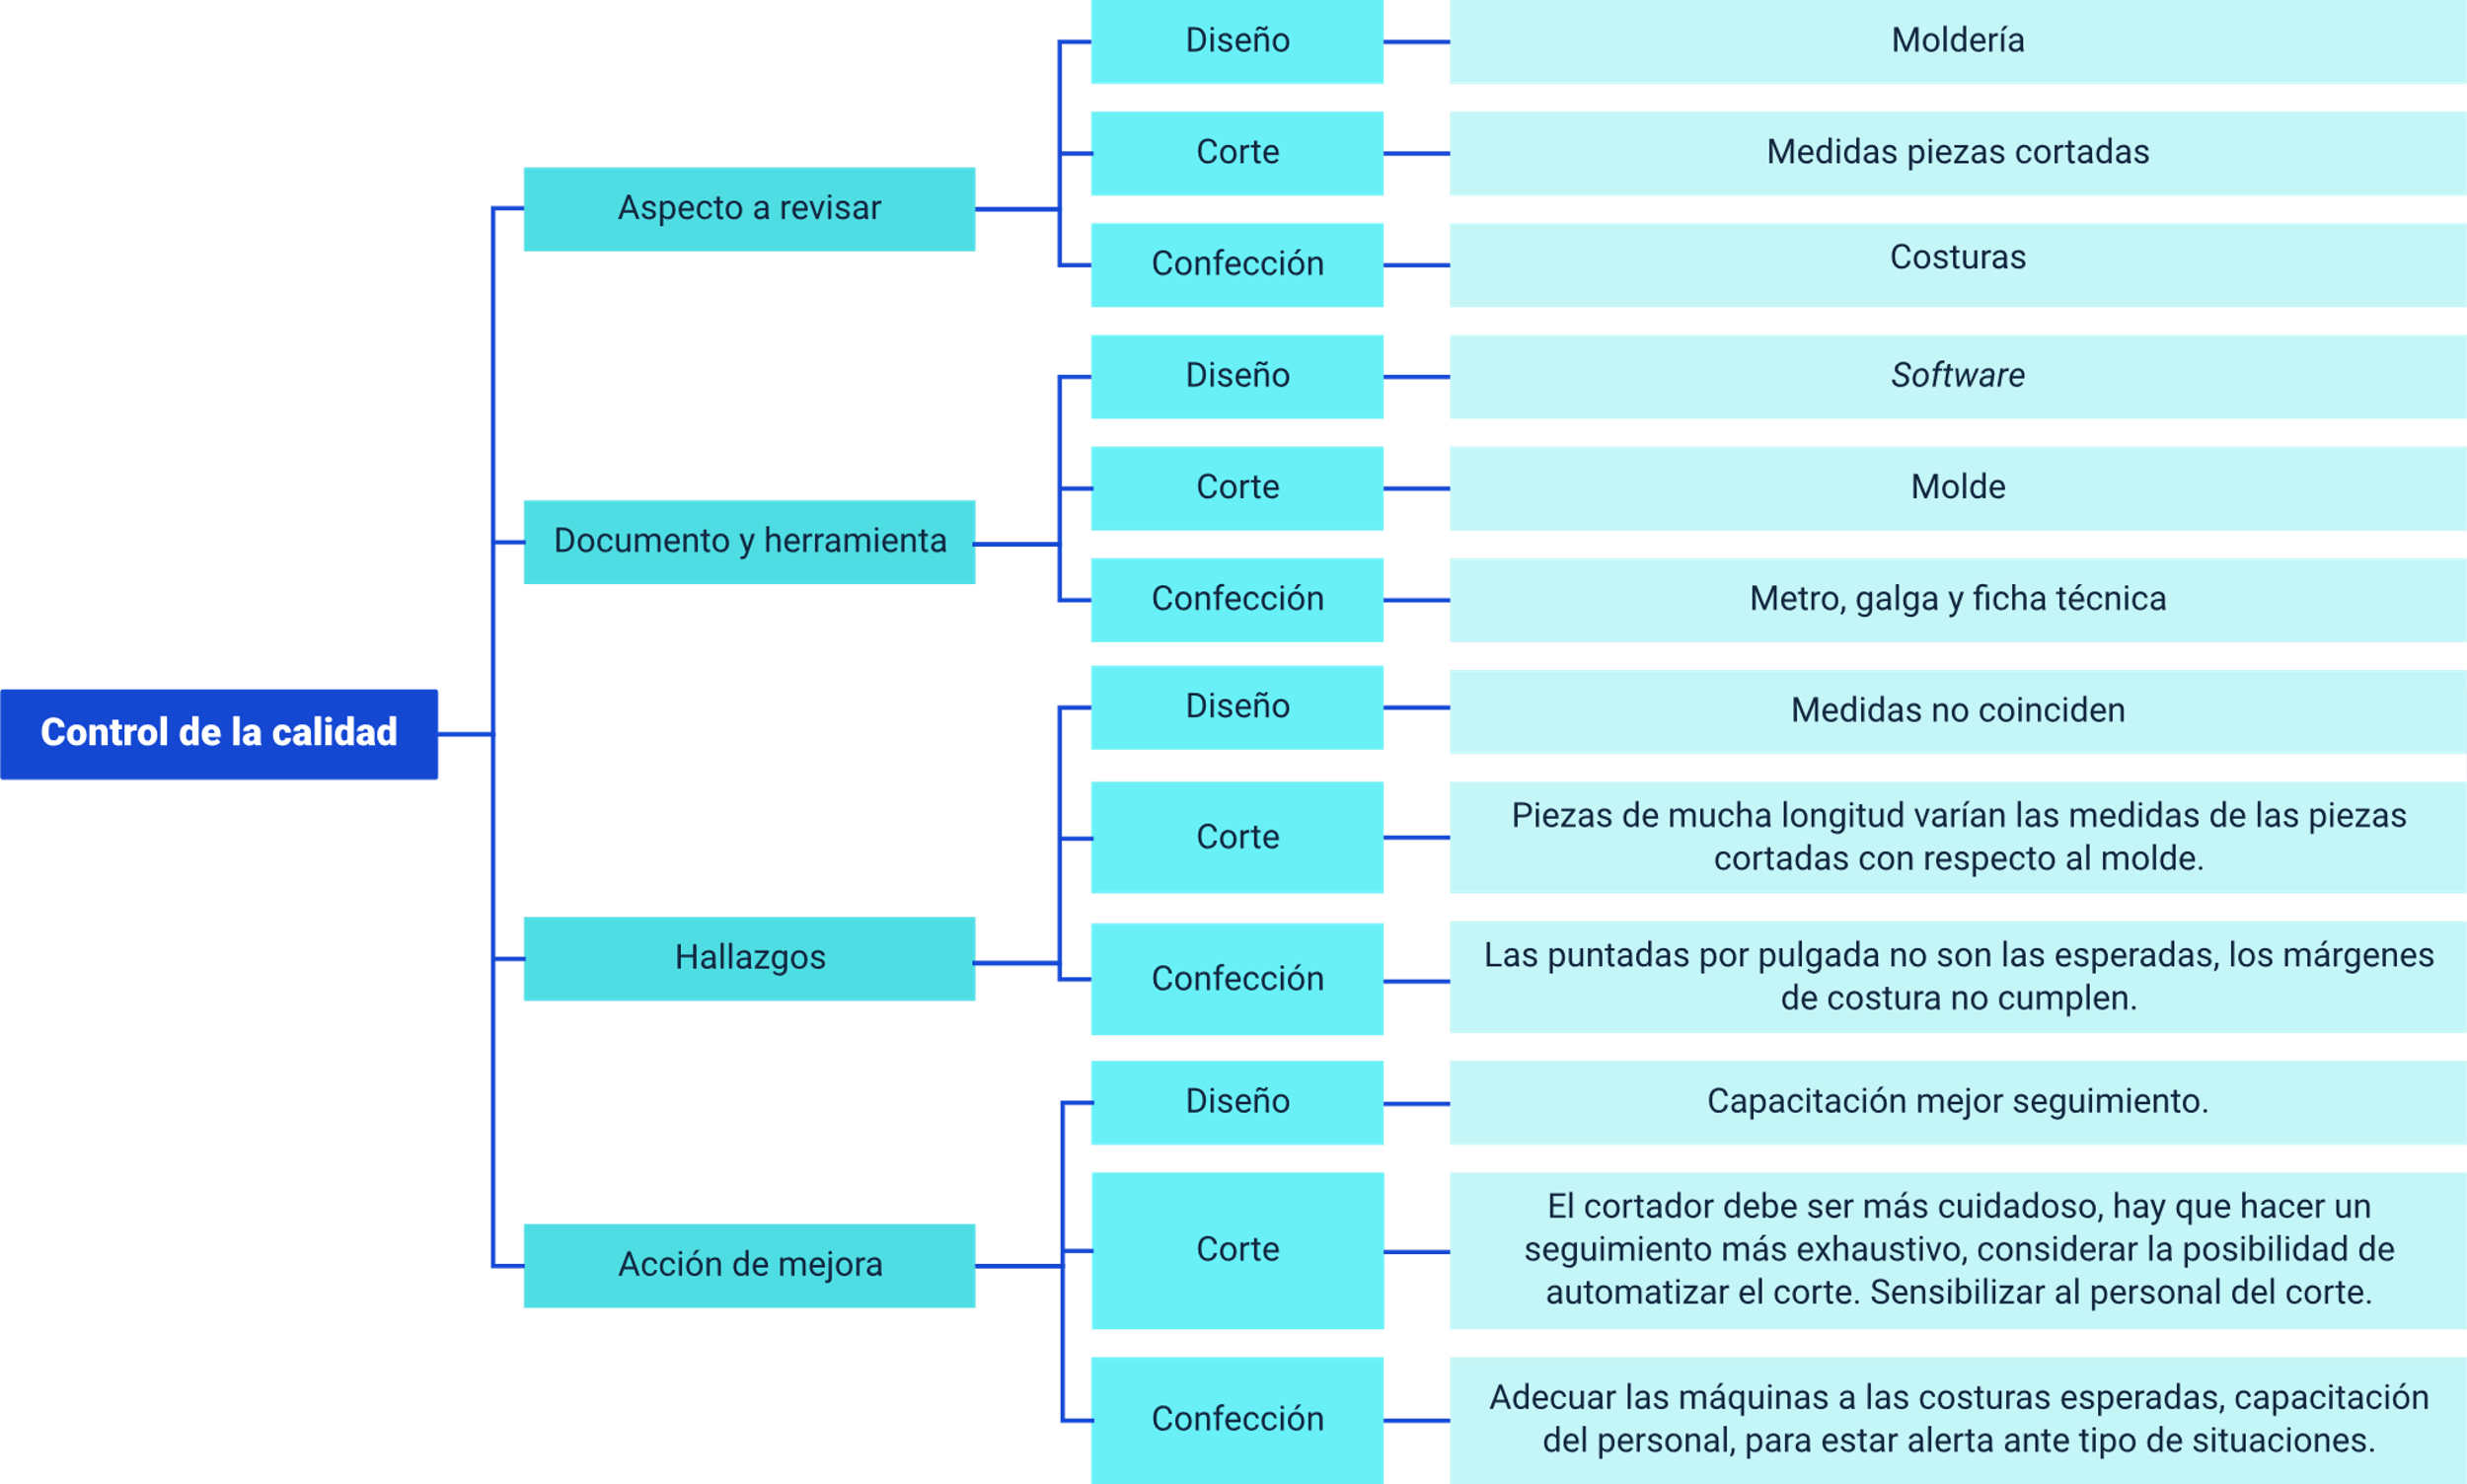 Control de la calidad
Aspecto a revisar
Diseño
Moldería
Corte
Medidas piezas cortadas
Confección
Costuras
Documento y herramienta
Diseño
Software
Corte
Molde
Confección
Metro, galga y ficha técnica
Hallazgos
Diseño
Medidas no coinciden
Corte
Piezas de mucha longitud varían las medidas de las piezas
cortadas con respecto al molde.
Confección
Las puntadas por pulgada no son las esperadas, los márgenes
de costura no cumplen.
Acción de mejora
Diseño
Capacitación mejor seguimiento.
Corte
El cortador debe ser más cuidadoso, hay que hacer un
seguimiento más exhaustivo, considerar la posibilidad de
automatizar el corte. Sensibilizar al personal del corte.
Confección
Adecuar las máquinas a las costuras esperadas, capacitación
del personal, para estar alerta ante tipo de situaciones.